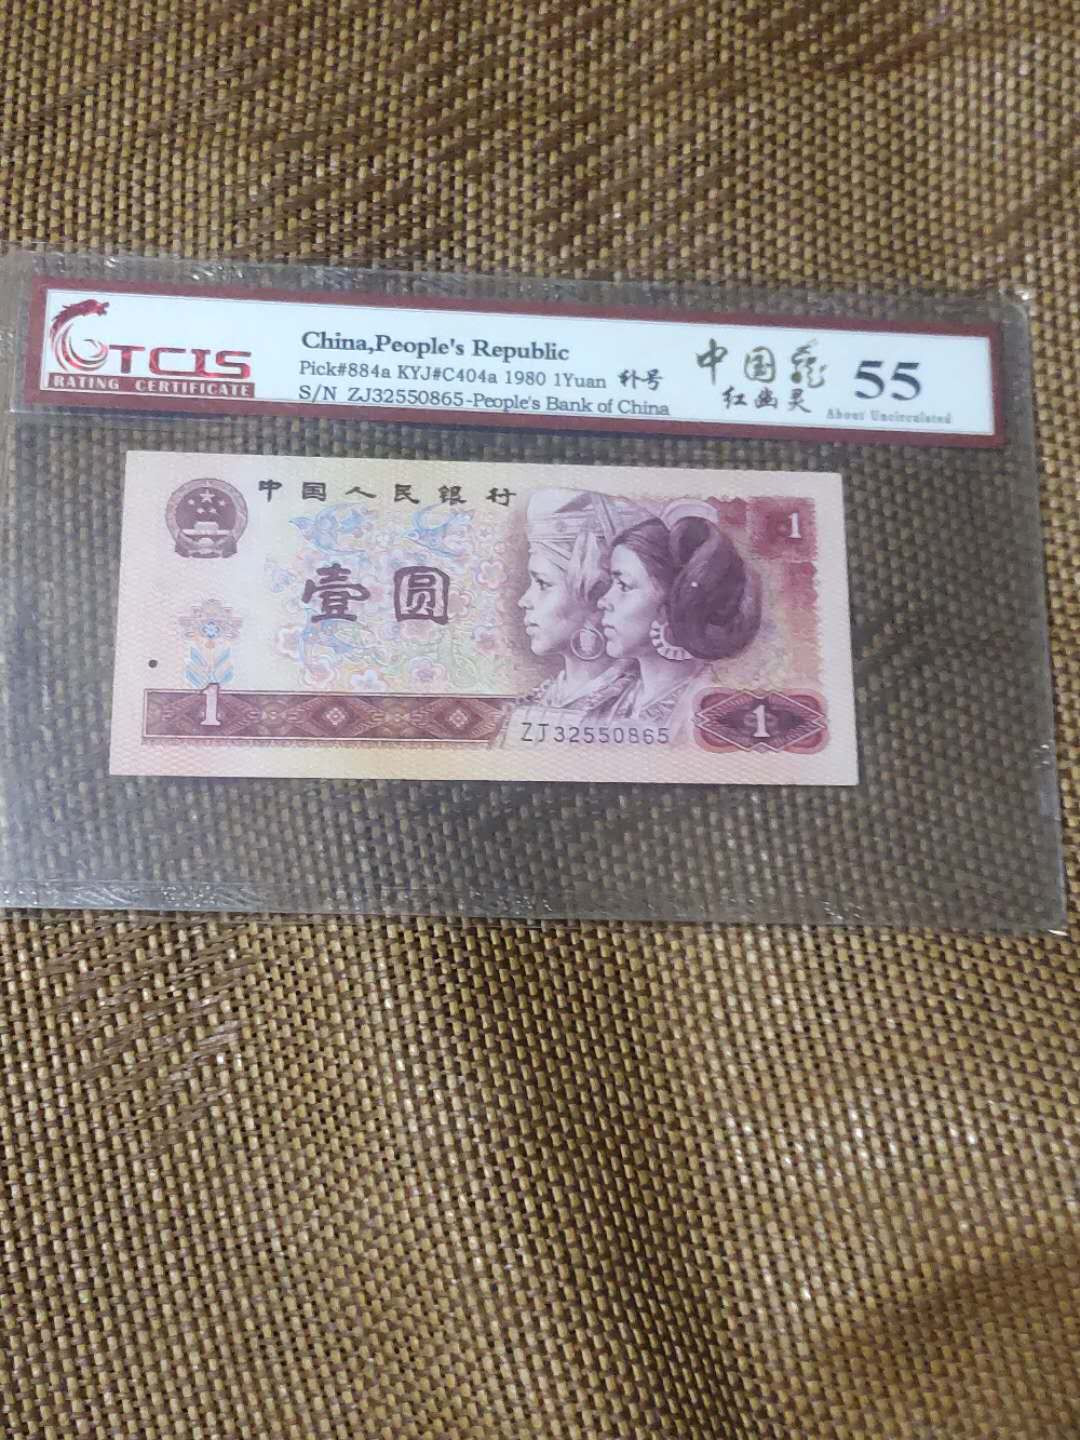 TCIS
RATING CERTIFICATE
China,People's Republic
Pick#884a KYJ#C404a 1980 1Yuan 补号
S/N ZJ32550865-People's Bank of China
中国龙
红幽灵
55
About Uncirculated
中国人民银行
壹圆
1
1
ZJ32550865
1